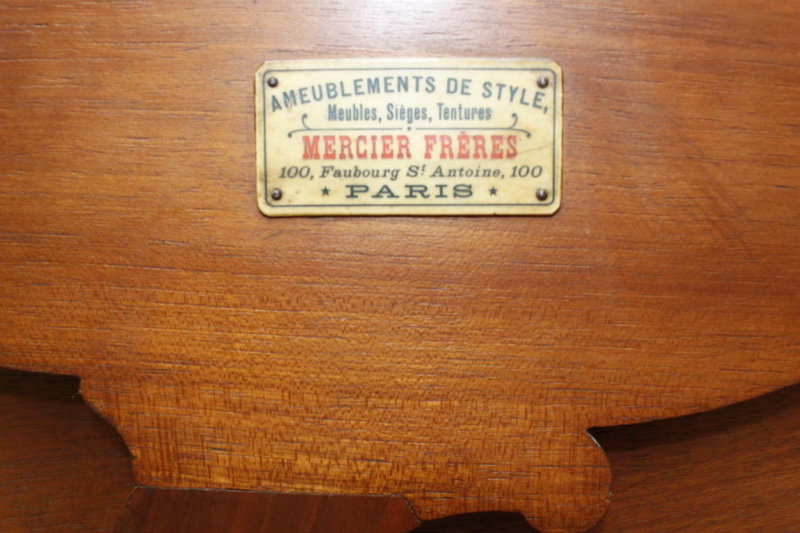 AMEUBLEMENTS DE STYLE,
Meubles, Sièges, Tentures
MERCIER FRÈRES
100, Faubourg St Antoine, 100
★ PARIS ★